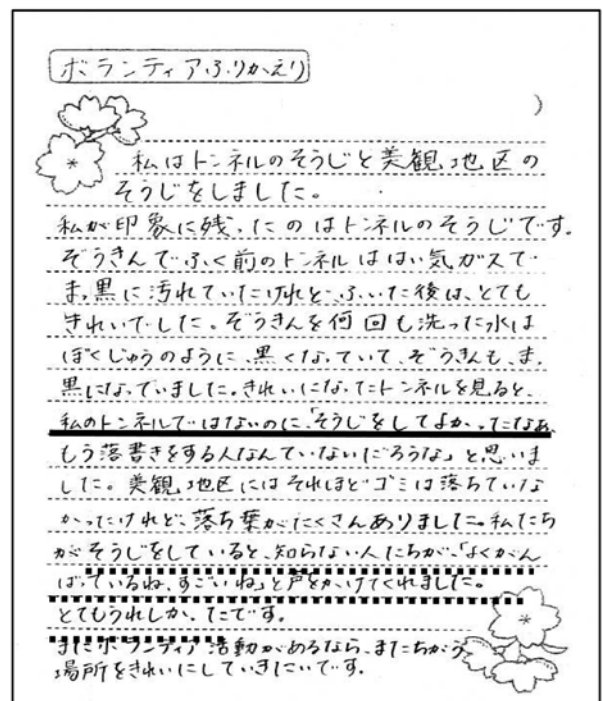 ボランティアふりかえり
)
私はトンネルのそうじと美観地区の
そうじをしました。
私が印象に残ったのはトンネルのそうじです。
ぞうきんでふく前のトンネルははい気ガスで
まっ黒に汚れていたけれど、ふいた後は、とても
きれいでした。ぞうきんを何回も洗った水は
ぼくじゅうのように、黒くなっていて、ぞうきんも、まっ
黒になっていました。きれいになったトンネルを見ると、
私のトンネルではないのに、「そうじをしてよかったなあ、
もう落書きをする人なんていないだろうな」と思いま
した。美観地区にはそれほどゴミは落ちていな
かったけれど、落ち葉がたくさんありました。私たち
がそうじをしていると、知らない人たちが、「よくがん
ばっているね、すごいね」と声をかけてくれました。
とてもうれしかったです。
またボランティア活動があるなら、またちがう
場所をきれいにしていきたいです。